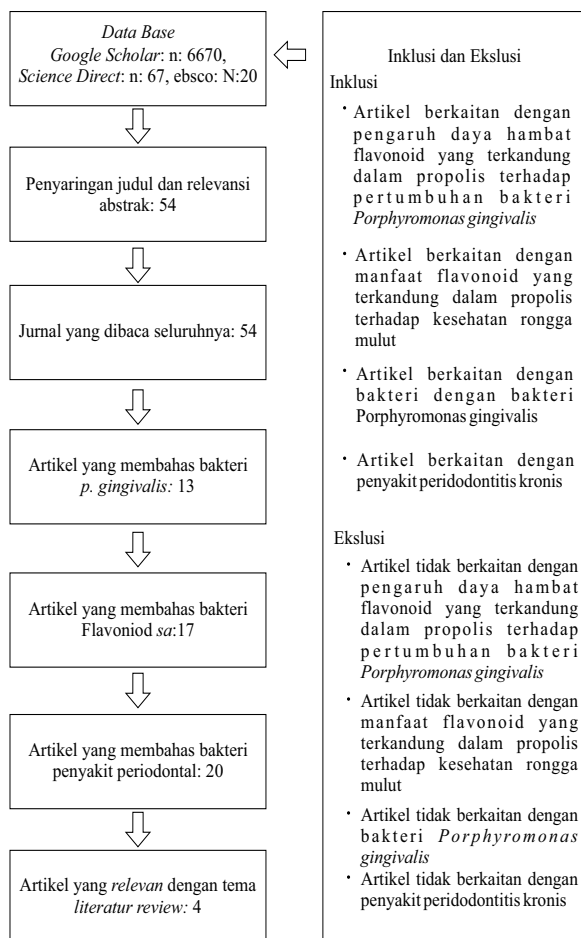 Data Base
Google Scholar: n: 6670,
Science Direct: n: 67, ebsco: N:20
Penyaringan judul dan relevansi
abstrak: 54
Jurnal yang dibaca seluruhnya: 54
Artikel yang membahas bakteri
p. gingivalis: 13
Artikel yang membahas bakteri
Flavoniod sa:17
Artikel yang membahas bakteri
penyakit periodontal: 20
Artikel yang relevan dengan tema
literatur review: 4
Inklusi dan Ekslusi
Inklusi
· Artikel berkaitan dengan
pengaruh daya hambat
flavonoid yang terkandung
dalam propolis terhadap
pertumbuhan bakteri
Porphyromonas gingivalis
· Artikel berkaitan dengan
manfaat flavonoid yang
terkandung dalam propolis
terhadap kesehatan rongga
mulut
· Artikel berkaitan dengan
bakteri dengan bakteri
Porphyromonas gingivalis
· Artikel berkaitan dengan
penyakit peridodontitis kronis
Ekslusi
· Artikel tidak berkaitan dengan
pengaruh daya hambat
flavonoid yang terkandung
dalam propolis terhadap
pertumbuhan bakteri
Porphyromonas gingivalis
· Artikel tidak berkaitan dengan
manfaat flavonoid yang
terkandung dalam propolis
terhadap kesehatan rongga
mulut
· Artikel tidak berkaitan dengan
bakteri Porphyromonas
gingivalis
· Artikel tidak berkaitan dengan
penyakit peridodontitis kronis